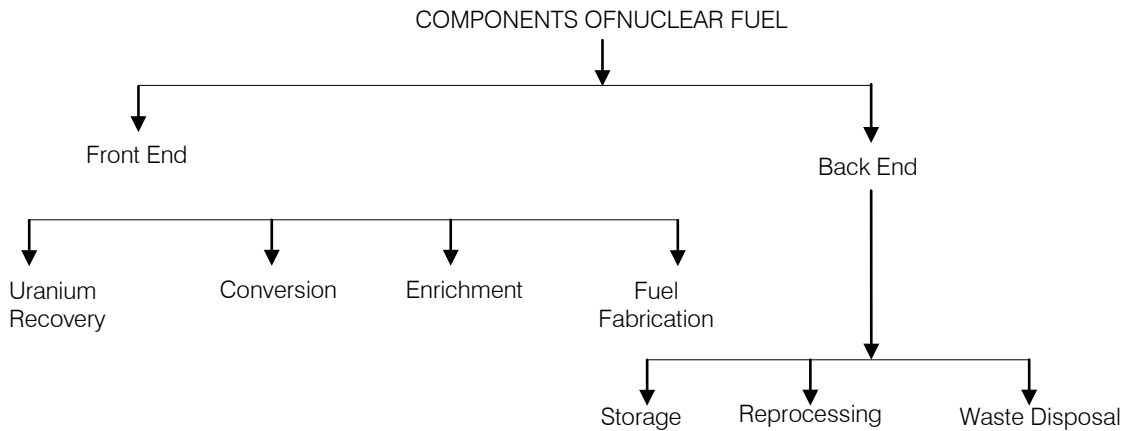 COMPONENTS OFNUCLEAR FUEL
Front End
Back End
Uranium
Recovery
Conversion
Enrichment
Fuel
Fabrication
Storage
Reprocessing
Waste Disposal